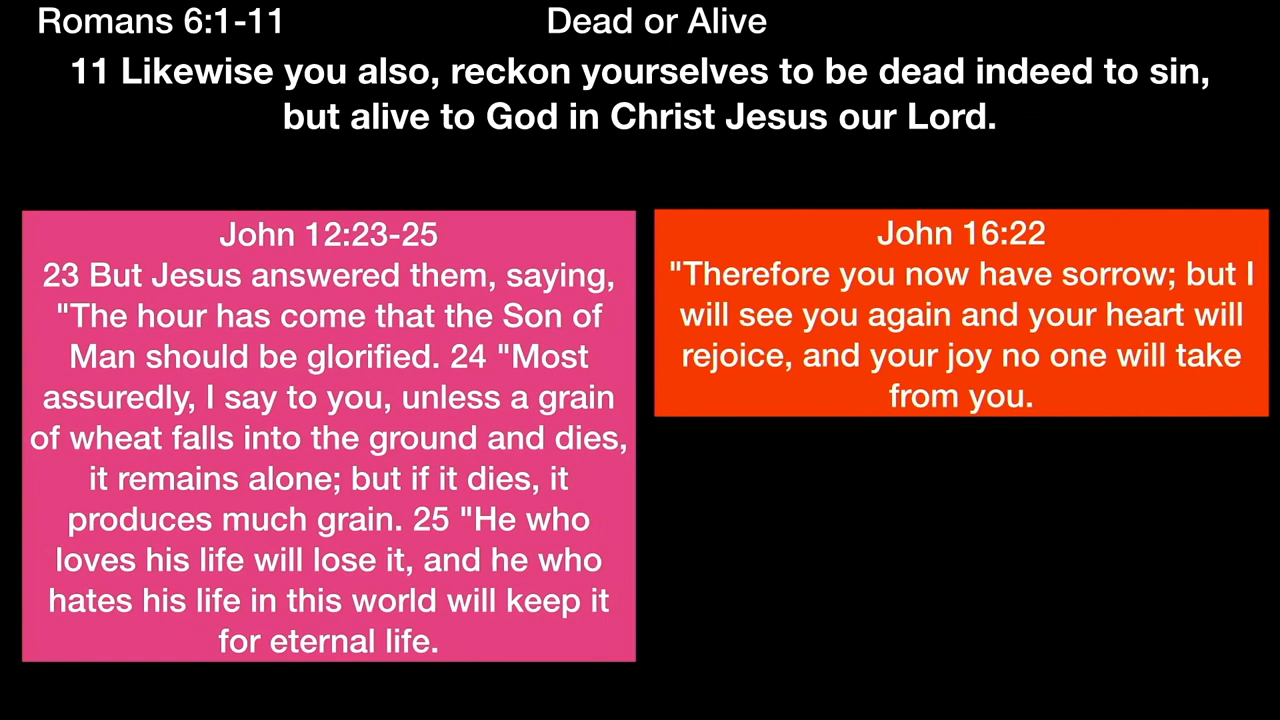 Romans 6:1-11
Dead or Alive
11 Likewise you also, reckon yourselves to be dead indeed to sin,
but alive to God in Christ Jesus our Lord.
John 12:23-25
23 But Jesus answered them, saying,
"The hour has come that the Son of
Man should be glorified. 24 "Most
assuredly, I say to you, unless a grain
of wheat falls into the ground and dies,
it remains alone; but if it dies, it
produces much grain. 25 "He who
loves his life will lose it, and he who
hates his life in this world will keep it
for eternal life.
John 16:22
"Therefore you now have sorrow; but I
will see you again and your heart will
rejoice, and your joy no one will take
from you.